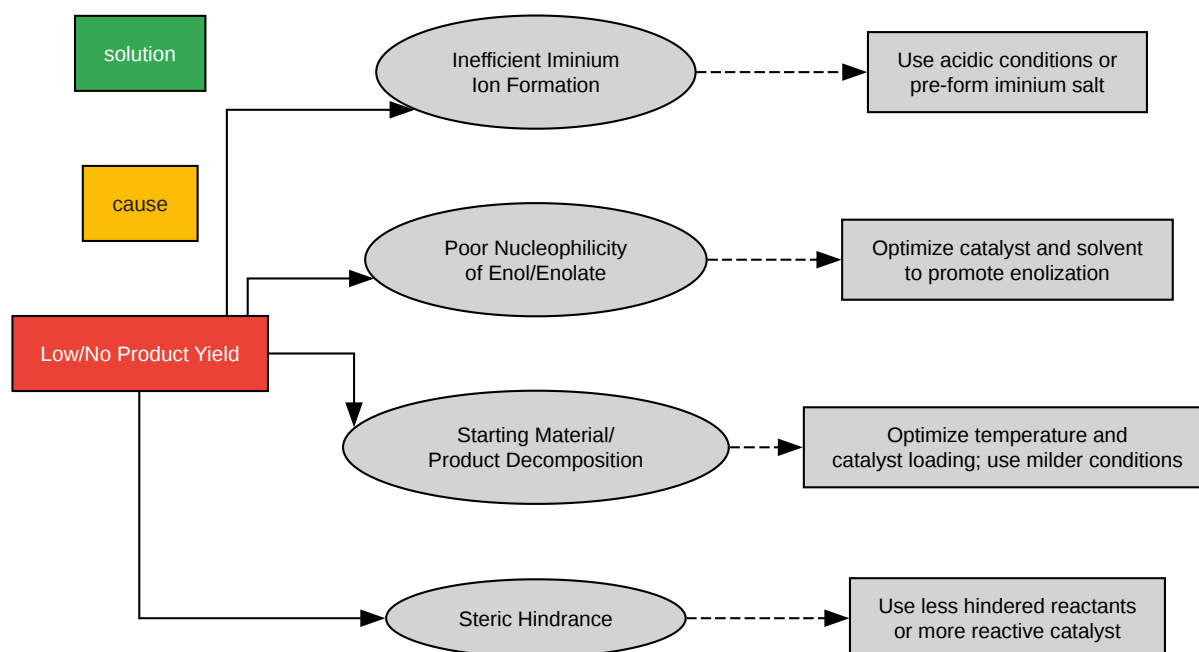 solution
Inefficient Iminium
Ion Formation
Use acidic conditions or
pre-form iminium salt
cause
Poor Nucleophilicity
of Enol/Enolate
Optimize catalyst and solvent
to promote enolization
Low/No Product Yield
Starting Material/
Product Decomposition
Optimize temperature and
catalyst loading; use milder conditions
Steric Hindrance
Use less hindered reactants
or more reactive catalyst